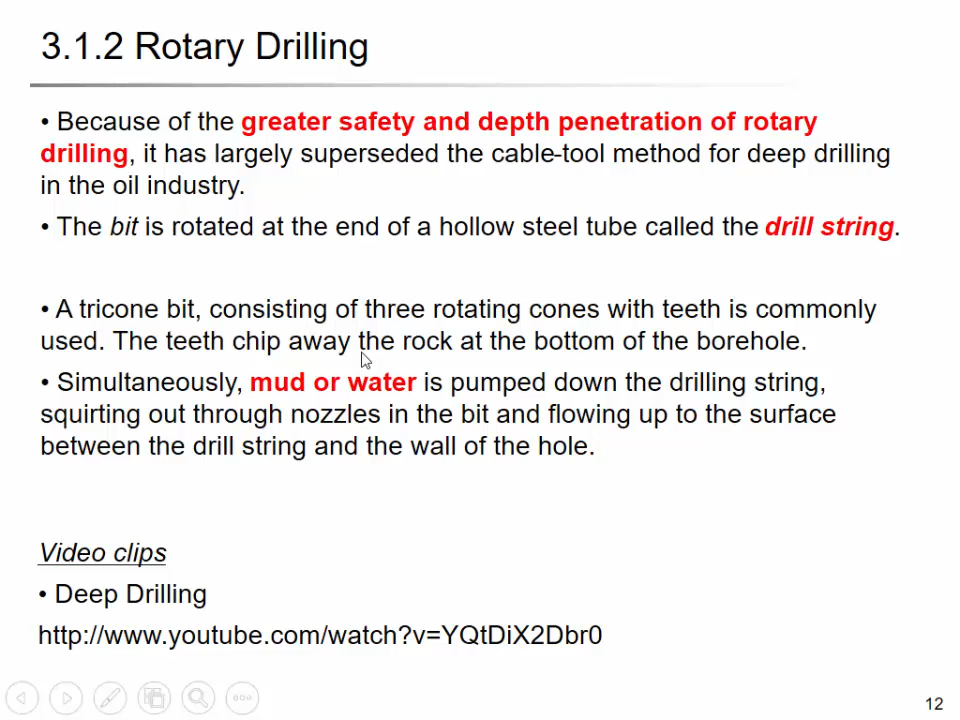 3.1.2 Rotary Drilling
• Because of the greater safety and depth penetration of rotary
drilling, it has largely superseded the cable-tool method for deep drilling
in the oil industry.
• The bit is rotated at the end of a hollow steel tube called the drill string.
• A tricone bit, consisting of three rotating cones with teeth is commonly
used. The teeth chip away the rock at the bottom of the borehole.
• Simultaneously, mud or water is pumped down the drilling string,
squirting out through nozzles in the bit and flowing up to the surface
between the drill string and the wall of the hole.
Video clips
• Deep Drilling
http://www.youtube.com/watch?v=YQtDiX2Dbr0
12